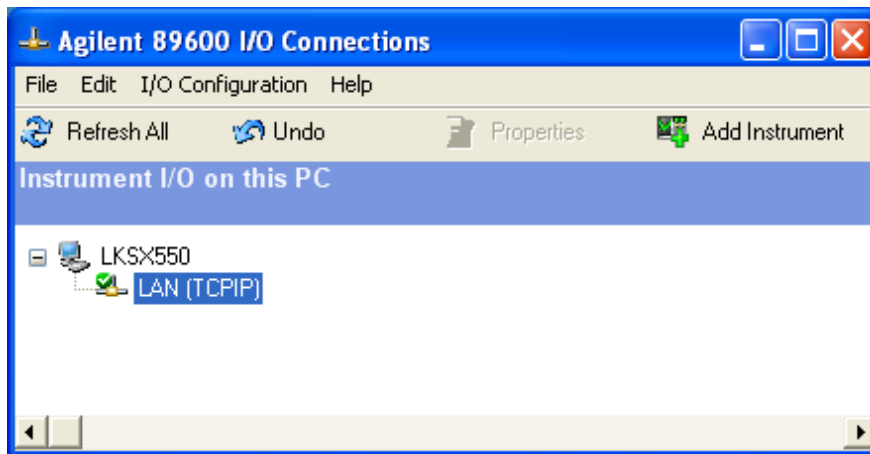 Agilent 89600 I/O Connections
File Edit I/O Configuration Help
Refresh All Undo Properties Add Instrument
Instrument I/O on this PC
LKSX550
LAN (TCPIP)